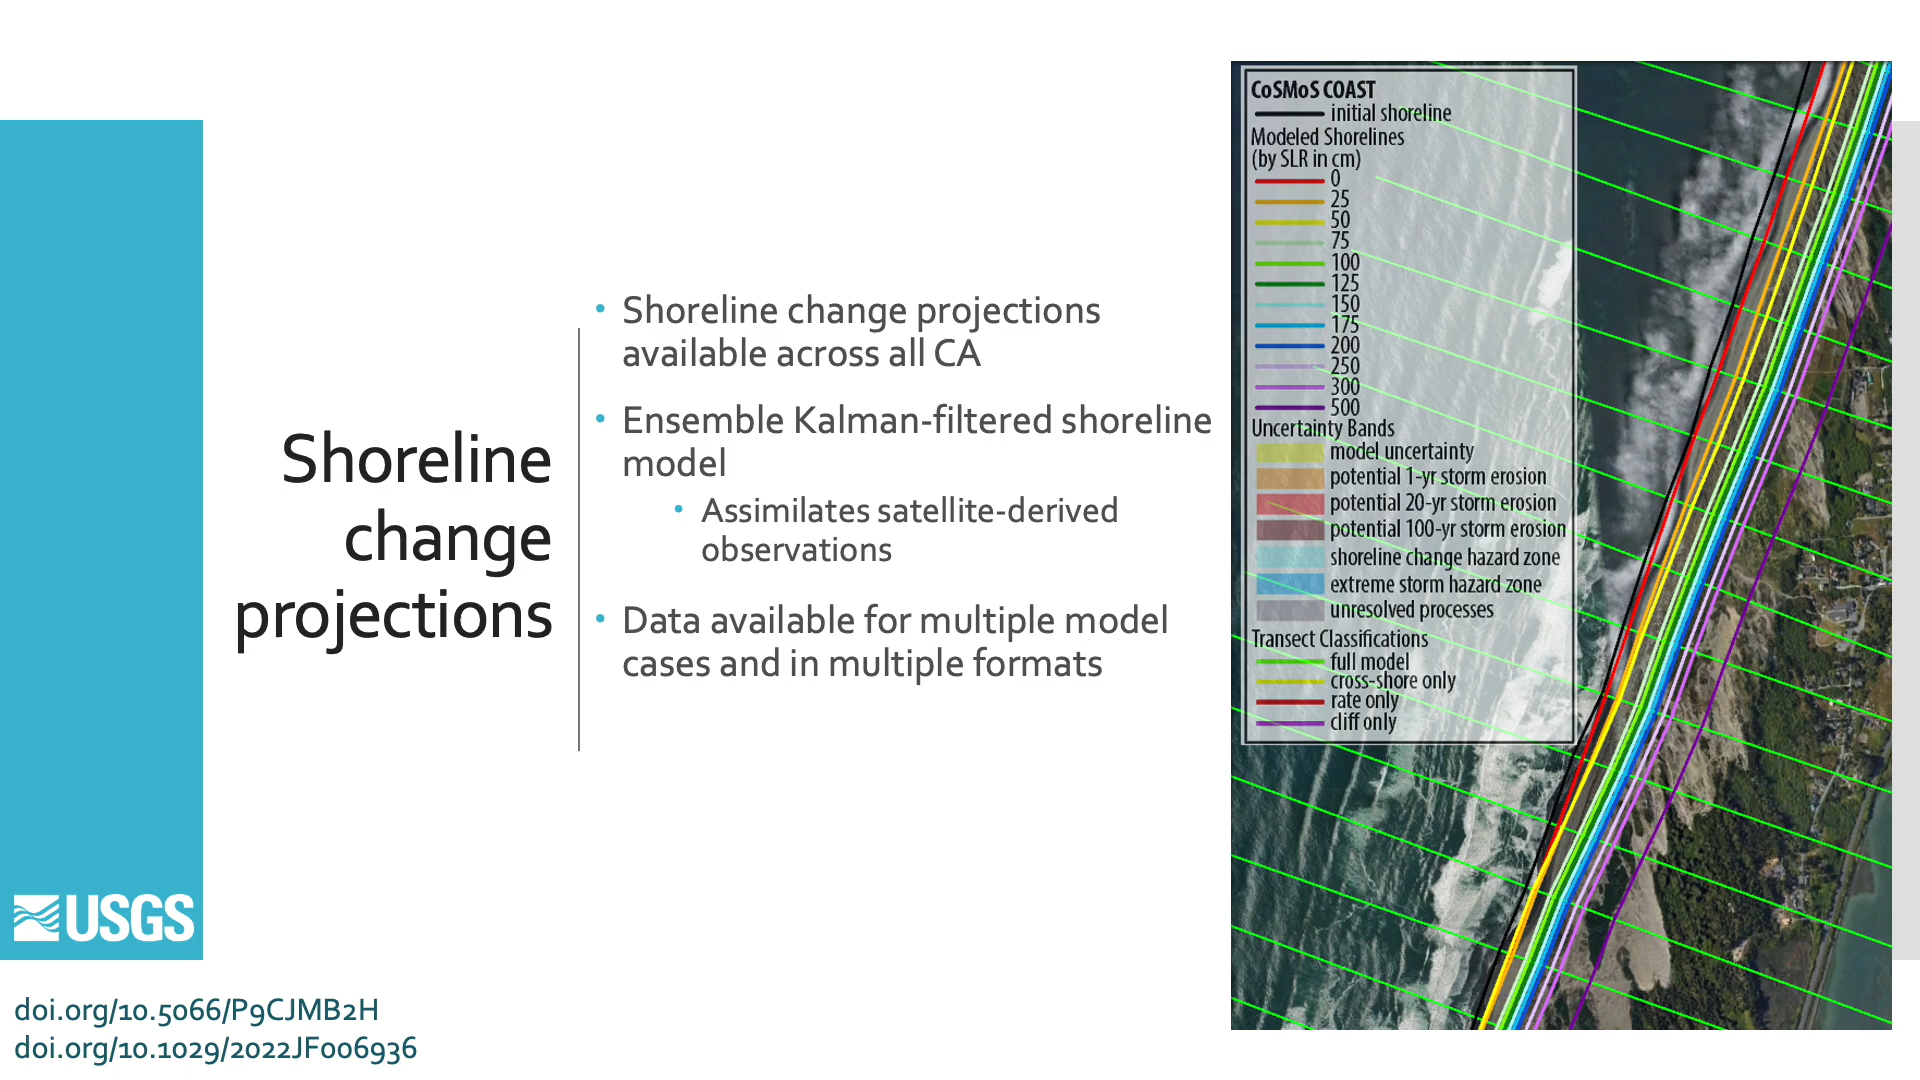 Shoreline
change
projections
• Shoreline change projections
available across all CA
• Ensemble Kalman-filtered shoreline
model
• Assimilates satellite-derived
observations
• Data available for multiple model
cases and in multiple formats
CoSMoS COAST
initial shoreline
Modeled Shorelines
(by SLR in cm)
0
25
50
75
100
125
150
175
200
250
300
500
Uncertainty Bands
model uncertainty
potential 1-yr storm erosion
potential 20-yr storm erosion
potential 100-yr storm erosion
shoreline change hazard zone
extreme storm hazard zone
unresolved processes
Transect Classifications
full model
cross-shore only
rate only
cliff only
USGS
doi.org/10.5066/P9CJMB2H
doi.org/10.1029/2022JF006936